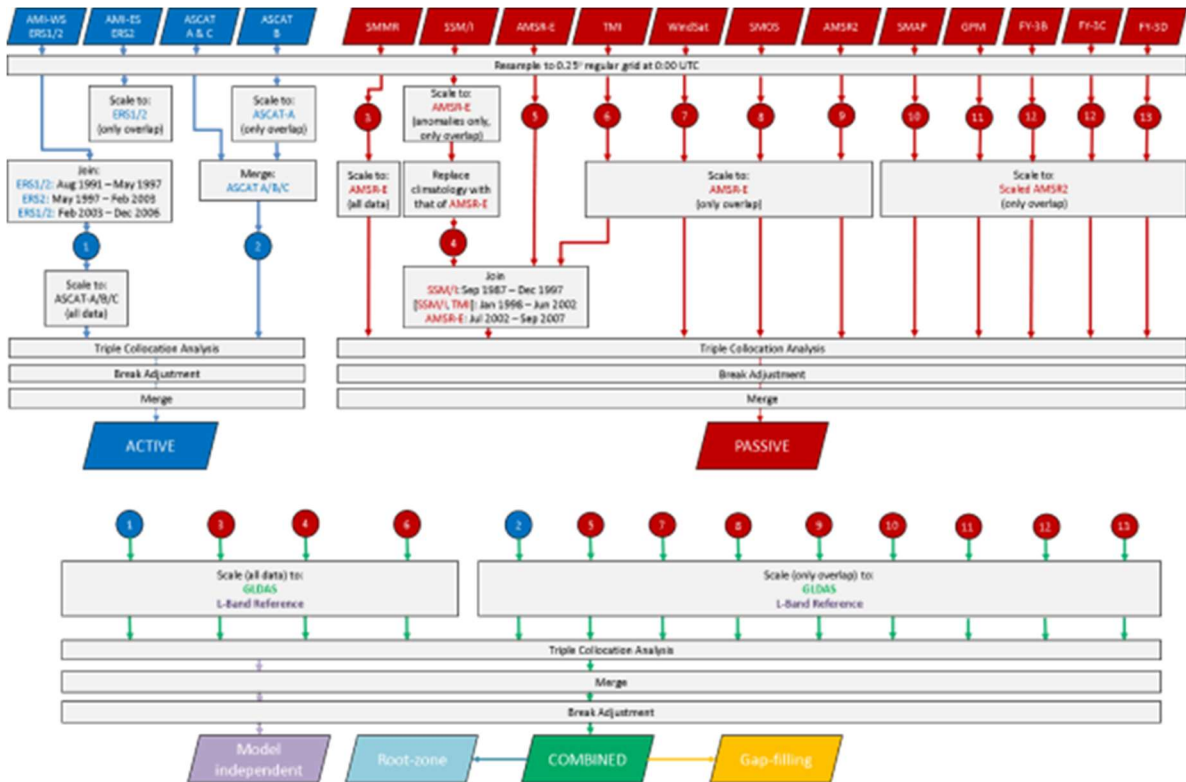 AMI-WS
ERS1/2
AMI-ES
ERS2
ASCAT
A & C
ASCAT
B
SMMR
SSM/I
AMSR-E
TMI
WindSat
SMOS
AMSR2
SMAP
GPM
FY-3B
FY-3C
FY-3D
Resample to 0.25° regular grid at 0:00 UTC
Scale to:
ERS1/2
(only overlap)
Scale to:
ASCAT-A
(only overlap)
Scale to:
AMSR-E
(anomalies only,
only overlap)
3
5
6
7
8
9
10
11
12
12
13
Join:
ERS1/2: Aug 1991 – May 1997
ERS2: May 1997 – Feb 2003
ERS1/2: Feb 2003 – Dec 2006
Merge:
ASCAT A/B/C
Scale to:
AMSR-E
(all data)
Replace
climatology with
that of AMSR-E
Scale to:
AMSR-E
(only overlap)
Scale to:
Scaled AMSR2
(only overlap)
1
2
4
Scale to:
ASCAT-A/B/C
(all data)
Join
SSM/I: Sep 1987 – Dec 1997
[SSM/I, TMI]: Jan 1998 – Jun 2002
AMSR-E: Jul 2002 – Sep 2007
Triple Collocation Analysis
Break Adjustment
Merge
ACTIVE
Triple Collocation Analysis
Break Adjustment
Merge
PASSIVE
1
3
4
6
2
5
7
8
9
10
11
12
13
Scale (all data) to:
GLDAS
L-Band Reference
Scale (only overlap) to:
GLDAS
L-Band Reference
Triple Collocation Analysis
Merge
Break Adjustment
Model
independent
Root-zone
COMBINED
Gap-filling